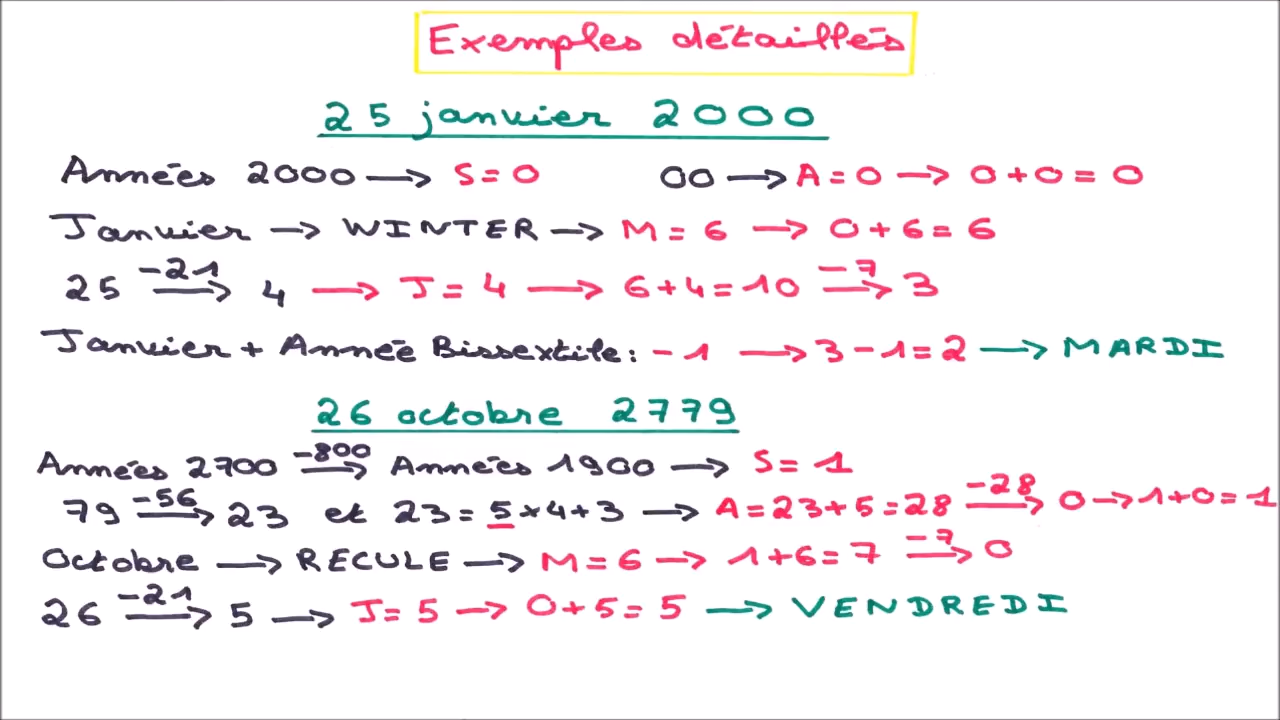 Exemples détaillés
25 janvier 2000
Années 2000 → S = 0 00 → A = 0 → 0 + 0 = 0
Janvier → WINTER → M = 6 → 0 + 6 = 6
25 -21→ 4 → J = 4 → 6 + 4 = 10 -7→ 3
Janvier + Année Bissextile : -1 → 3 - 1 = 2 → MARDI
26 octobre 2779
Années 2700 -800→ Années 1900 → S = 1
79 -56→ 23 et 23 = 5 × 4 + 3 → A = 23 + 5 = 28 -28→ 0 → 1 + 0 = 1
Octobre → RECULE → M = 6 → 1 + 6 = 7 -7→ 0
26 -21→ 5 → J = 5 → 0 + 5 = 5 → VENDREDI